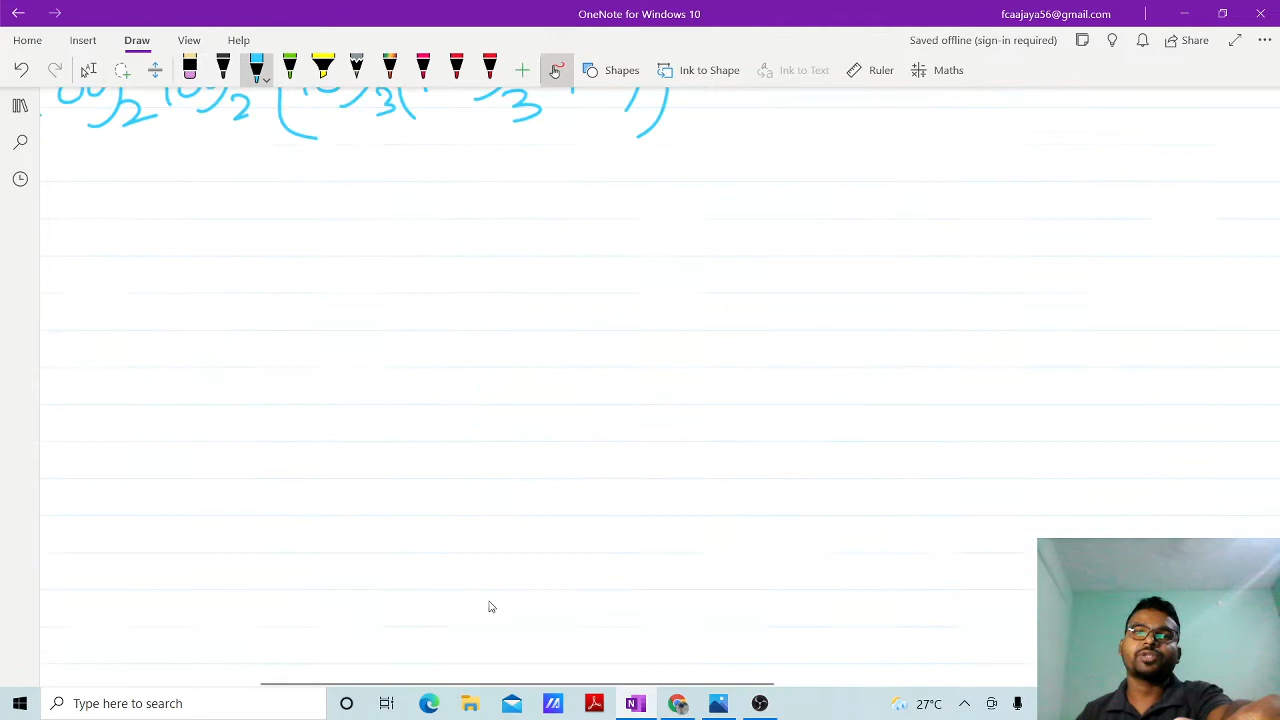 OneNote for Windows 10
fcaajaya56@gmail.com
Home Insert Draw View Help
Saved offline (sign-in required)
Share
Shapes
Ink to Shape
Ink to Text
Ruler
Math
Type here to search
27°C